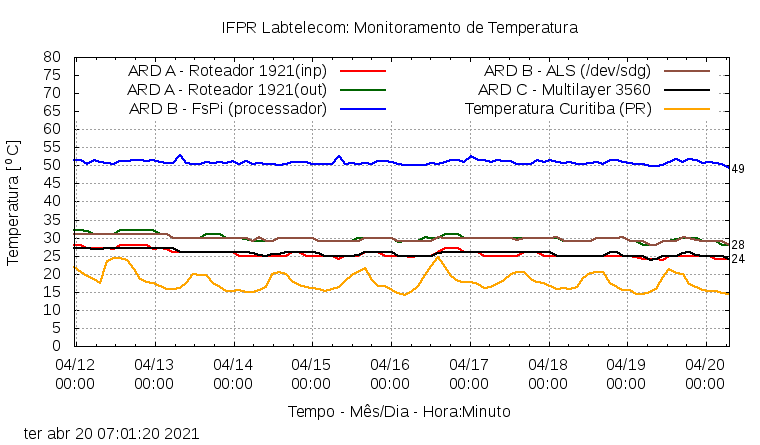 IFPR Labtelecom: Monitoramento de Temperatura
ARD A - Roteador 1921(inp)
ARD A - Roteador 1921(out)
ARD B - FsPi (processador)
ARD B - ALS (/dev/sdg)
ARD C - Multilayer 3560
Temperatura Curitiba (PR)
Temperatura [ºC]
80
75
70
65
60
55
50
45
40
35
30
25
20
15
10
5
0
49
28
24
04/12 04/13 04/14 04/15 04/16 04/17 04/18 04/19 04/20
00:00 00:00 00:00 00:00 00:00 00:00 00:00 00:00 00:00
Tempo - Mês/Dia - Hora:Minuto
ter abr 20 07:01:20 2021